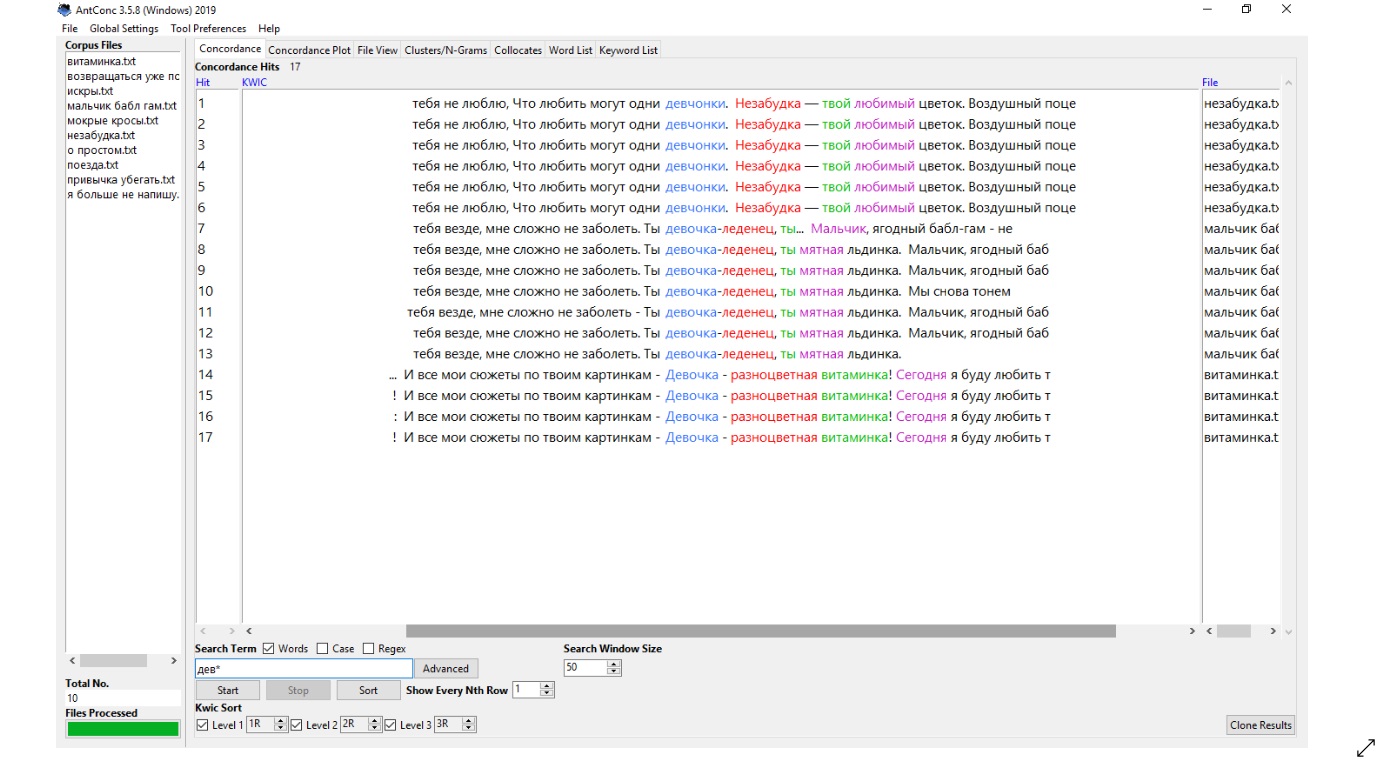 AntConc 3.5.8 (Windows) 2019
File Global Settings Tool Preferences Help
Corpus Files
витаминка.txt
возвращаться уже пс
искры.txt
мальчик бабл гам.txt
мокрые кросы.txt
незабудка.txt
о простом.txt
поезда.txt
привычка убегать.txt
я больше не напишу.
Total No.
10
Files Processed
Concordance Concordance Plot File View Clusters/N-Grams Collocates Word List Keyword List
Concordance Hits 17
Hit KWIC File
1 тебя не люблю, Что любить могут одни девчонки. Незабудка — твой любимый цветок. Воздушный поце незабудка.tx
2 тебя не люблю, Что любить могут одни девчонки. Незабудка — твой любимый цветок. Воздушный поце незабудка.tx
3 тебя не люблю, Что любить могут одни девчонки. Незабудка — твой любимый цветок. Воздушный поце незабудка.tx
4 тебя не люблю, Что любить могут одни девчонки. Незабудка — твой любимый цветок. Воздушный поце незабудка.tx
5 тебя не люблю, Что любить могут одни девчонки. Незабудка — твой любимый цветок. Воздушный поце незабудка.tx
6 тебя не люблю, Что любить могут одни девчонки. Незабудка — твой любимый цветок. Воздушный поце незабудка.tx
7 тебя везде, мне сложно не заболеть. Ты девочка-леденец, ты... Мальчик, ягодный бабл-гам - не мальчик баб
8 тебя везде, мне сложно не заболеть. Ты девочка-леденец, ты мятная льдинка. Мальчик, ягодный баб мальчик баб
9 тебя везде, мне сложно не заболеть. Ты девочка-леденец, ты мятная льдинка. Мальчик, ягодный баб мальчик баб
10 тебя везде, мне сложно не заболеть. Ты девочка-леденец, ты мятная льдинка. Мы снова тонем мальчик баб
11 тебя везде, мне сложно не заболеть - Ты девочка-леденец, ты мятная льдинка. Мальчик, ягодный баб мальчик баб
12 тебя везде, мне сложно не заболеть. Ты девочка-леденец, ты мятная льдинка. Мальчик, ягодный баб мальчик баб
13 тебя везде, мне сложно не заболеть. Ты девочка-леденец, ты мятная льдинка. мальчик баб
14 ... И все мои сюжеты по твоим картинкам - Девочка - разноцветная витаминка! Сегодня я буду любить т витаминка.t
15 ! И все мои сюжеты по твоим картинкам - Девочка - разноцветная витаминка! Сегодня я буду любить т витаминка.t
16 : И все мои сюжеты по твоим картинкам - Девочка - разноцветная витаминка! Сегодня я буду любить т витаминка.t
17 ! И все мои сюжеты по твоим картинкам - Девочка - разноцветная витаминка! Сегодня я буду любить т витаминка.t
Search Term Words Case Regex Search Window Size
дев* Advanced 50
Start Stop Sort Show Every Nth Row 1
Kwic Sort
Level 1 1R Level 2 2R Level 3 3R Clone Results